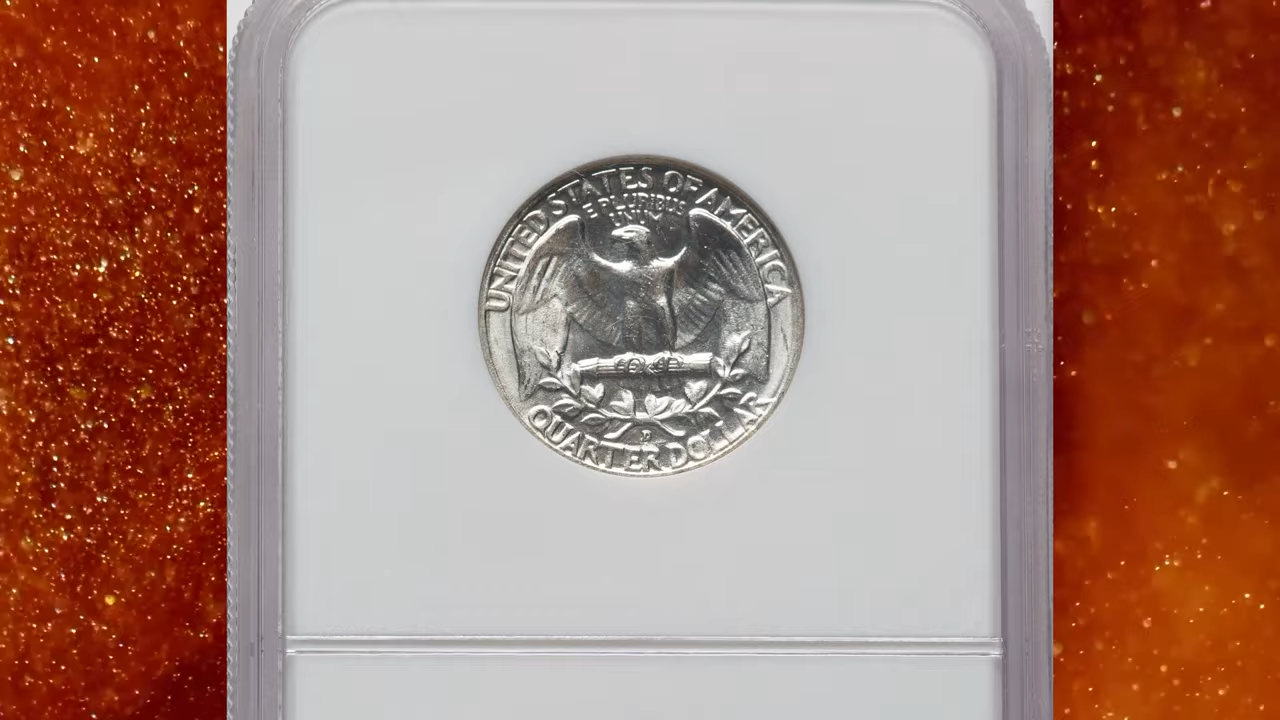 UNITED STATES OF AMERICA
E PLURIBUS
UNUM
D
QUARTER DOLLAR